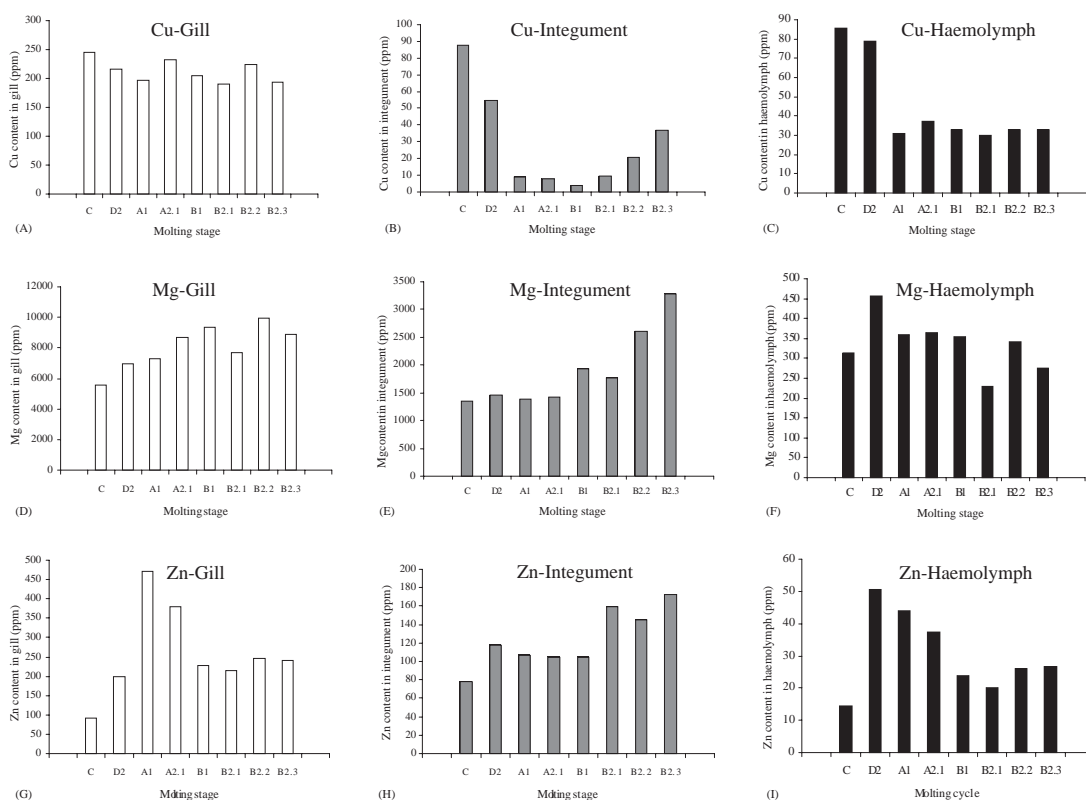 Cu-Gill
Cu content in gill (ppm)
300
250
200
150
100
50
0
C D2 A1 A2.1 B1 B2.1 B2.2 B2.3
(A)
Molting stage
Cu-Integument
Cu content in integument (ppm)
100
90
80
70
60
50
40
30
20
10
0
C D2 A1 A2.1 B1 B2.1 B2.2 B2.3
(B)
Molting stage
Cu-Haemolymph
Cu content in haemolymph (ppm)
90
80
70
60
50
40
30
20
10
0
C D2 A1 A2.1 B1 B2.1 B2.2 B2.3
(C)
Molting stage
Mg-Gill
Mg content in gill (ppm)
12000
10000
8000
6000
4000
2000
0
C D2 A1 A2.1 B1 B2.1 B2.2 B2.3
(D)
Molting stage
Mg-Integument
Mg content in integument (ppm)
3500
3000
2500
2000
1500
1000
500
0
C D2 A1 A2.1 B1 B2.1 B2.2 B2.3
(E)
Molting stage
Mg-Haemolymph
Mg content in haemolymph (ppm)
500
450
400
350
300
250
200
150
100
50
0
C D2 A1 A2.1 B1 B2.1 B2.2 B2.3
(F)
Molting stage
Zn-Gill
Zn content in gill (ppm)
500
450
400
350
300
250
200
150
100
50
0
C D2 A1 A2.1 B1 B2.1 B2.2 B2.3
(G)
Molting stage
Zn-Integument
Zn content in integument (ppm)
200
180
160
140
120
100
80
60
40
20
0
C D2 A1 A2.1 B1 B2.1 B2.2 B2.3
(H)
Molting stage
Zn-Haemolymph
Zn content in haemolymph (ppm)
60
50
40
30
20
10
0
C D2 A1 A2.1 B1 B2.1 B2.2 B2.3
(I)
Molting cycle